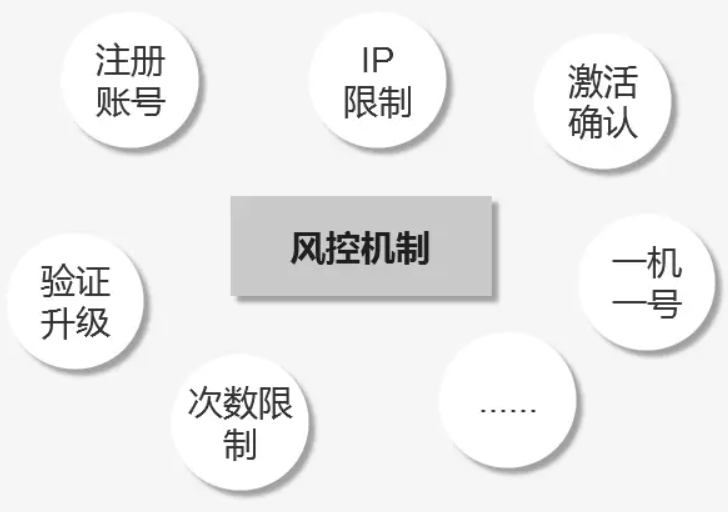 注册
账号
IP
限制
激活
确认
风控机制
一机
一号
验证
升级
次数限
制
……